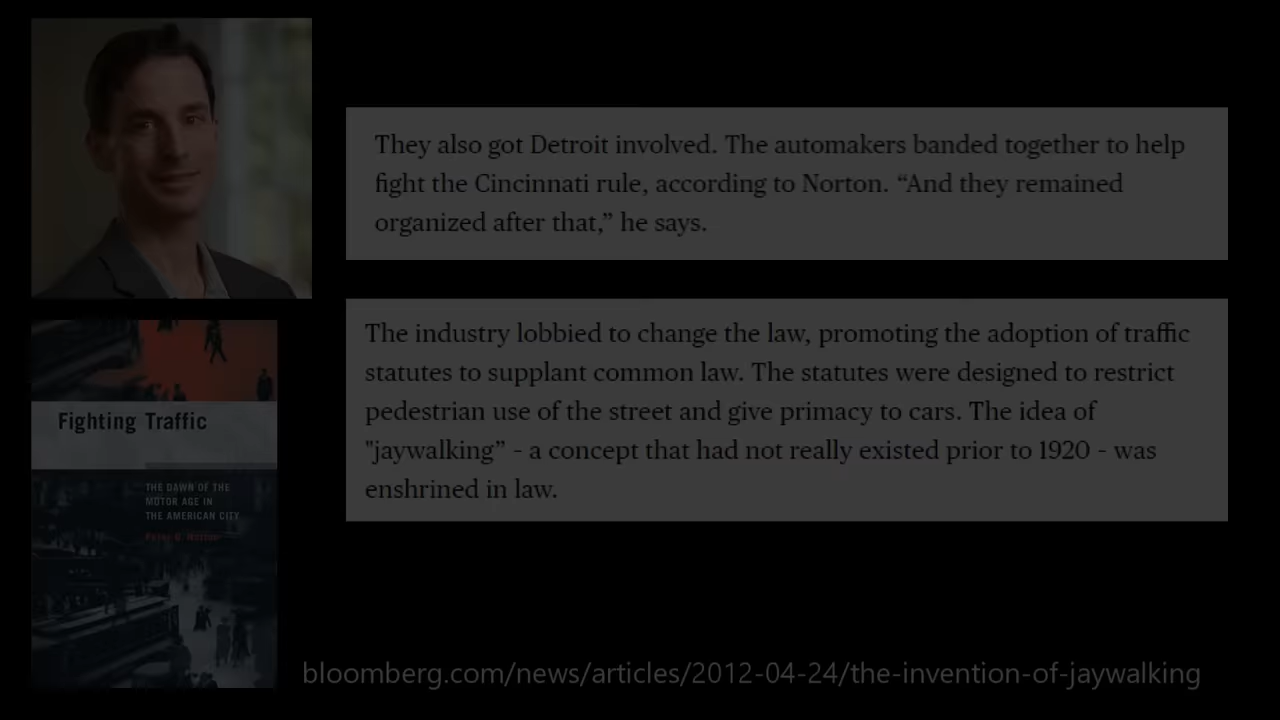 They also got Detroit involved. The automakers banded together to help
fight the Cincinnati rule, according to Norton. “And they remained
organized after that,” he says.
The industry lobbied to change the law, promoting the adoption of traffic
statutes to supplant common law. The statutes were designed to restrict
pedestrian use of the street and give primacy to cars. The idea of
"jaywalking” - a concept that had not really existed prior to 1920 - was
enshrined in law.
Fighting Traffic
THE DAWN OF THE
MOTOR AGE IN
THE AMERICAN CITY
Peter D. Norton
bloomberg.com/news/articles/2012-04-24/the-invention-of-jaywalking